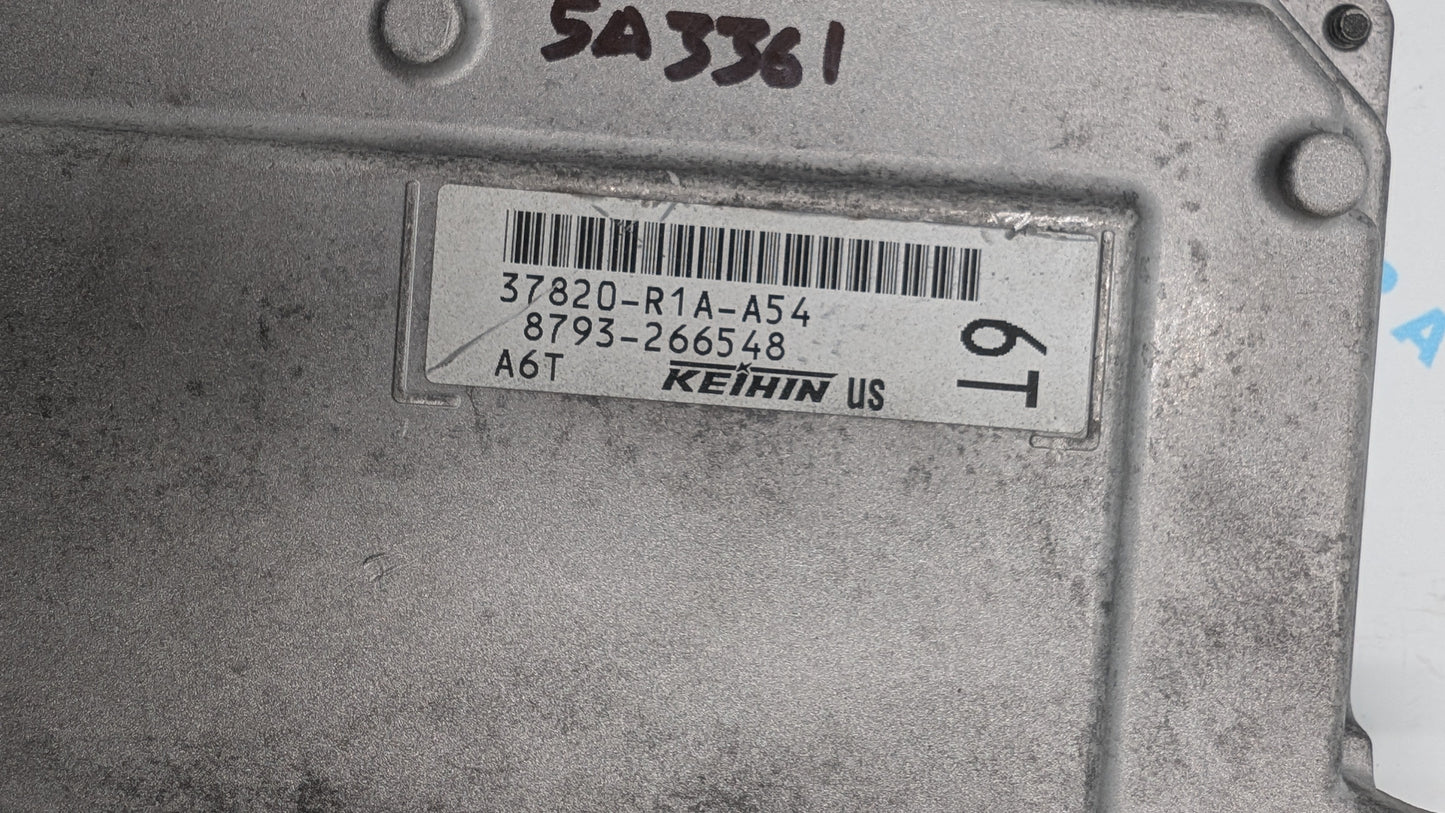 5A3361
37820-R1A-A54
8793-266548
A6T
KEIHIN US
6T